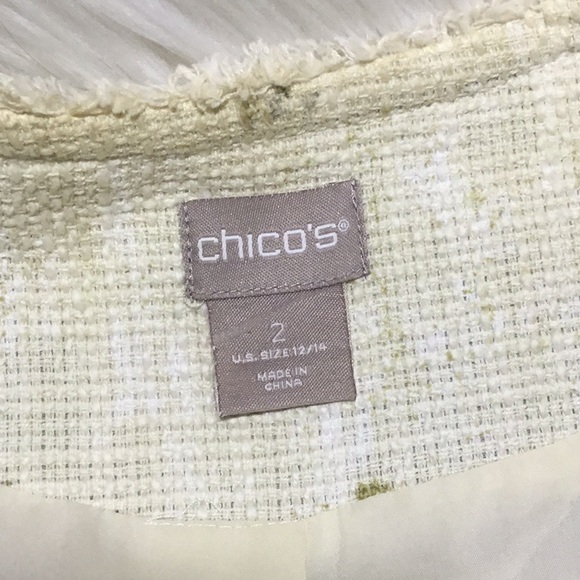 chico's®
2
U.S. SIZE 12/14
MADE IN
CHINA